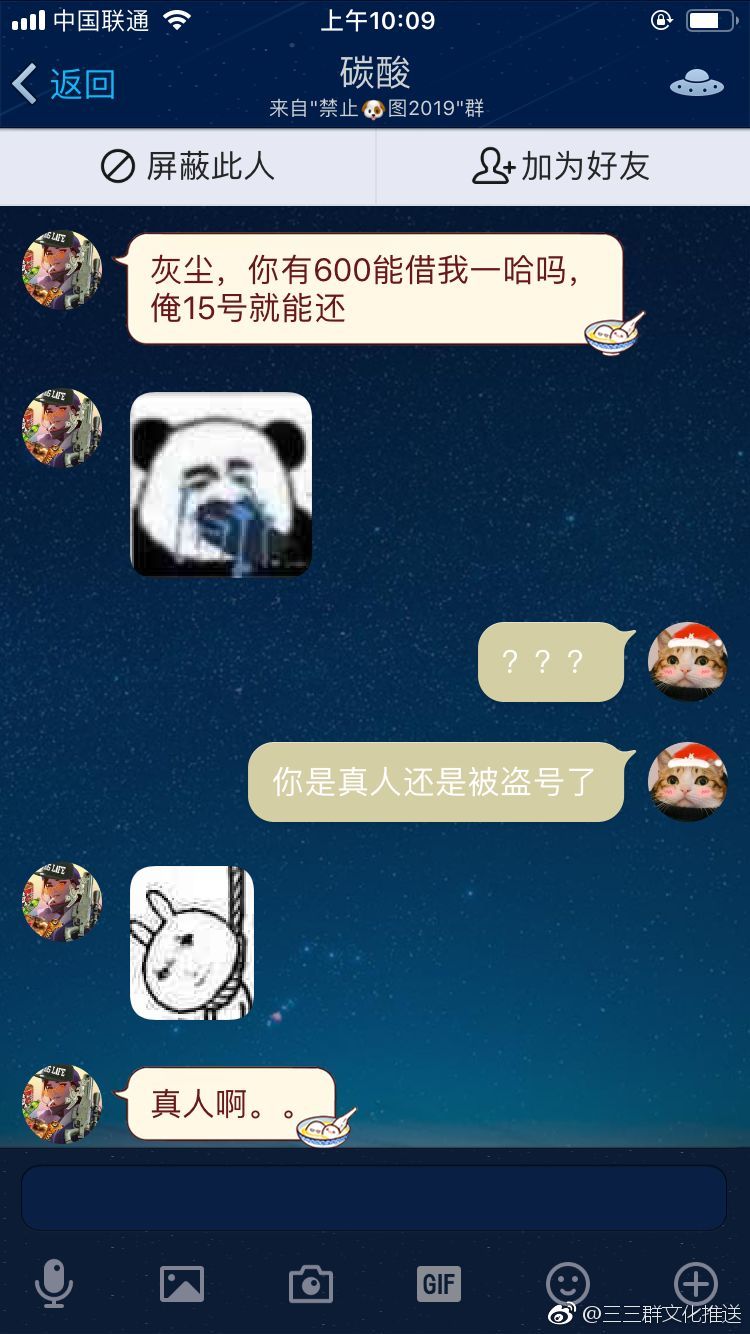 中国联通
上午10:09
返回
碳酸
来自"禁止🐶图2019"群
屏蔽此人
加为好友
灰尘，你有600能借我一哈吗，
俺15号就能还
？？？
你是真人还是被盗号了
真人啊。。
GIF
@三三群文化推送